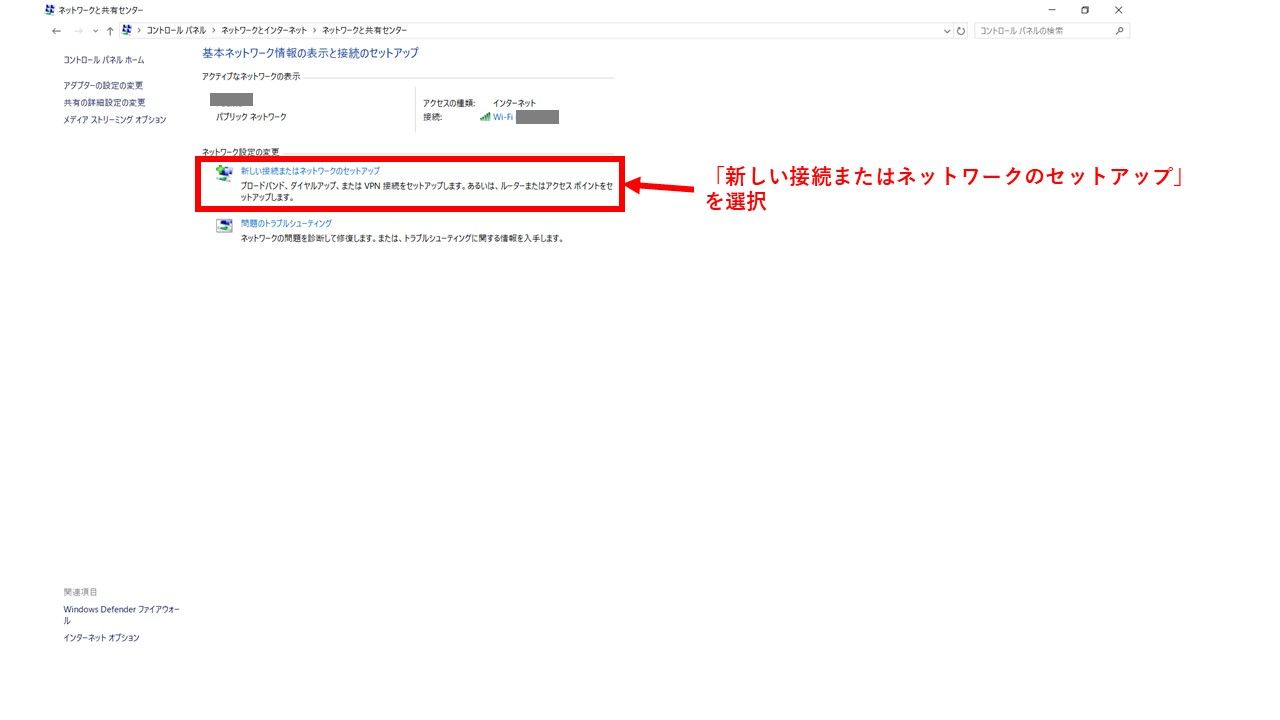 ネットワークと共有センター
コントロール パネル > ネットワークとインターネット > ネットワークと共有センター
コントロール パネルの検索
コントロール パネル ホーム
アダプターの設定の変更
共有の詳細設定の変更
メディア ストリーミング オプション
基本ネットワーク情報の表示と接続のセットアップ
アクティブなネットワークの表示
パブリック ネットワーク
アクセスの種類: インターネット
接続: Wi-Fi
ネットワーク設定の変更
新しい接続またはネットワークのセットアップ
ブロードバンド、ダイヤルアップ、または VPN 接続をセットアップします。あるいは、ルーターまたはアクセス ポイントをセ
ットアップします。
問題のトラブルシューティング
ネットワークの問題を診断して修復します。または、トラブルシューティングに関する情報を入手します。
「新しい接続またはネットワークのセットアップ」
を選択
関連項目
Windows Defender ファイアウォー
ル
インターネット オプション